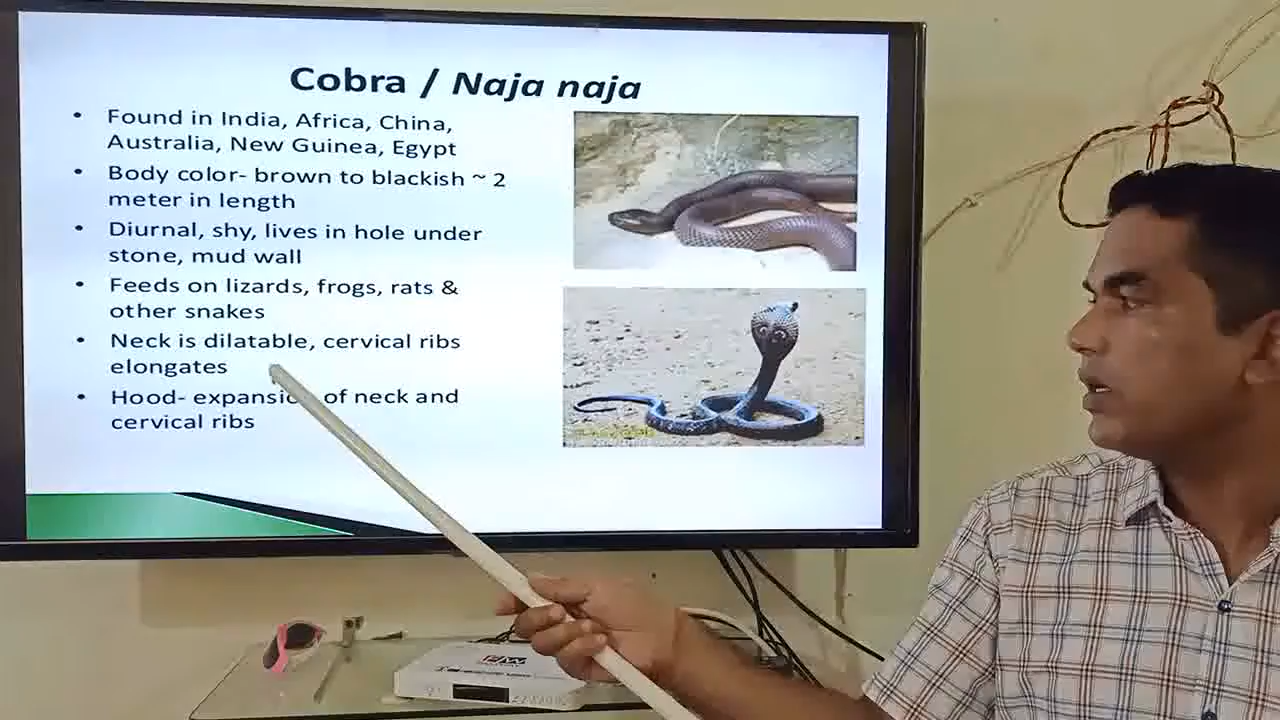 Cobra / Naja naja
• Found in India, Africa, China,
Australia, New Guinea, Egypt
• Body color- brown to blackish ~ 2
meter in length
• Diurnal, shy, lives in hole under
stone, mud wall
• Feeds on lizards, frogs, rats &
other snakes
• Neck is dilatable, cervical ribs
elongates
• Hood- of neck and
cervical ribs